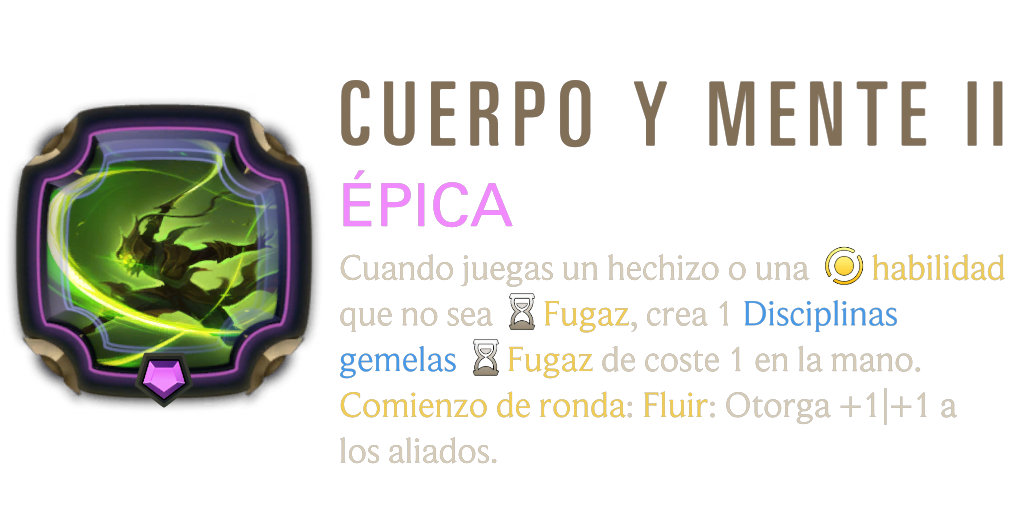 CUERPO Y MENTE II
ÉPICA
Cuando juegas un hechizo o una habilidad
que no sea Fugaz, crea 1 Disciplinas
gemelas Fugaz de coste 1 en la mano.
Comienzo de ronda: Fluir: Otorga +1|+1 a
los aliados.